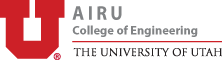 U
AIRU
College of Engineering
THE UNIVERSITY OF UTAH
®